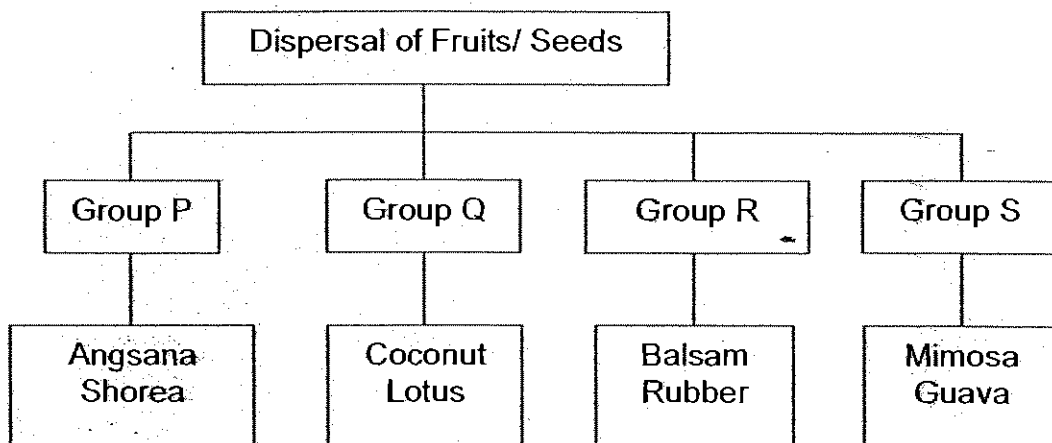 Dispersal of Fruits/ Seeds
Group P
Group Q
Group R
Group S
Angsana
Shorea
Coconut
Lotus
Balsam
Rubber
Mimosa
Guava